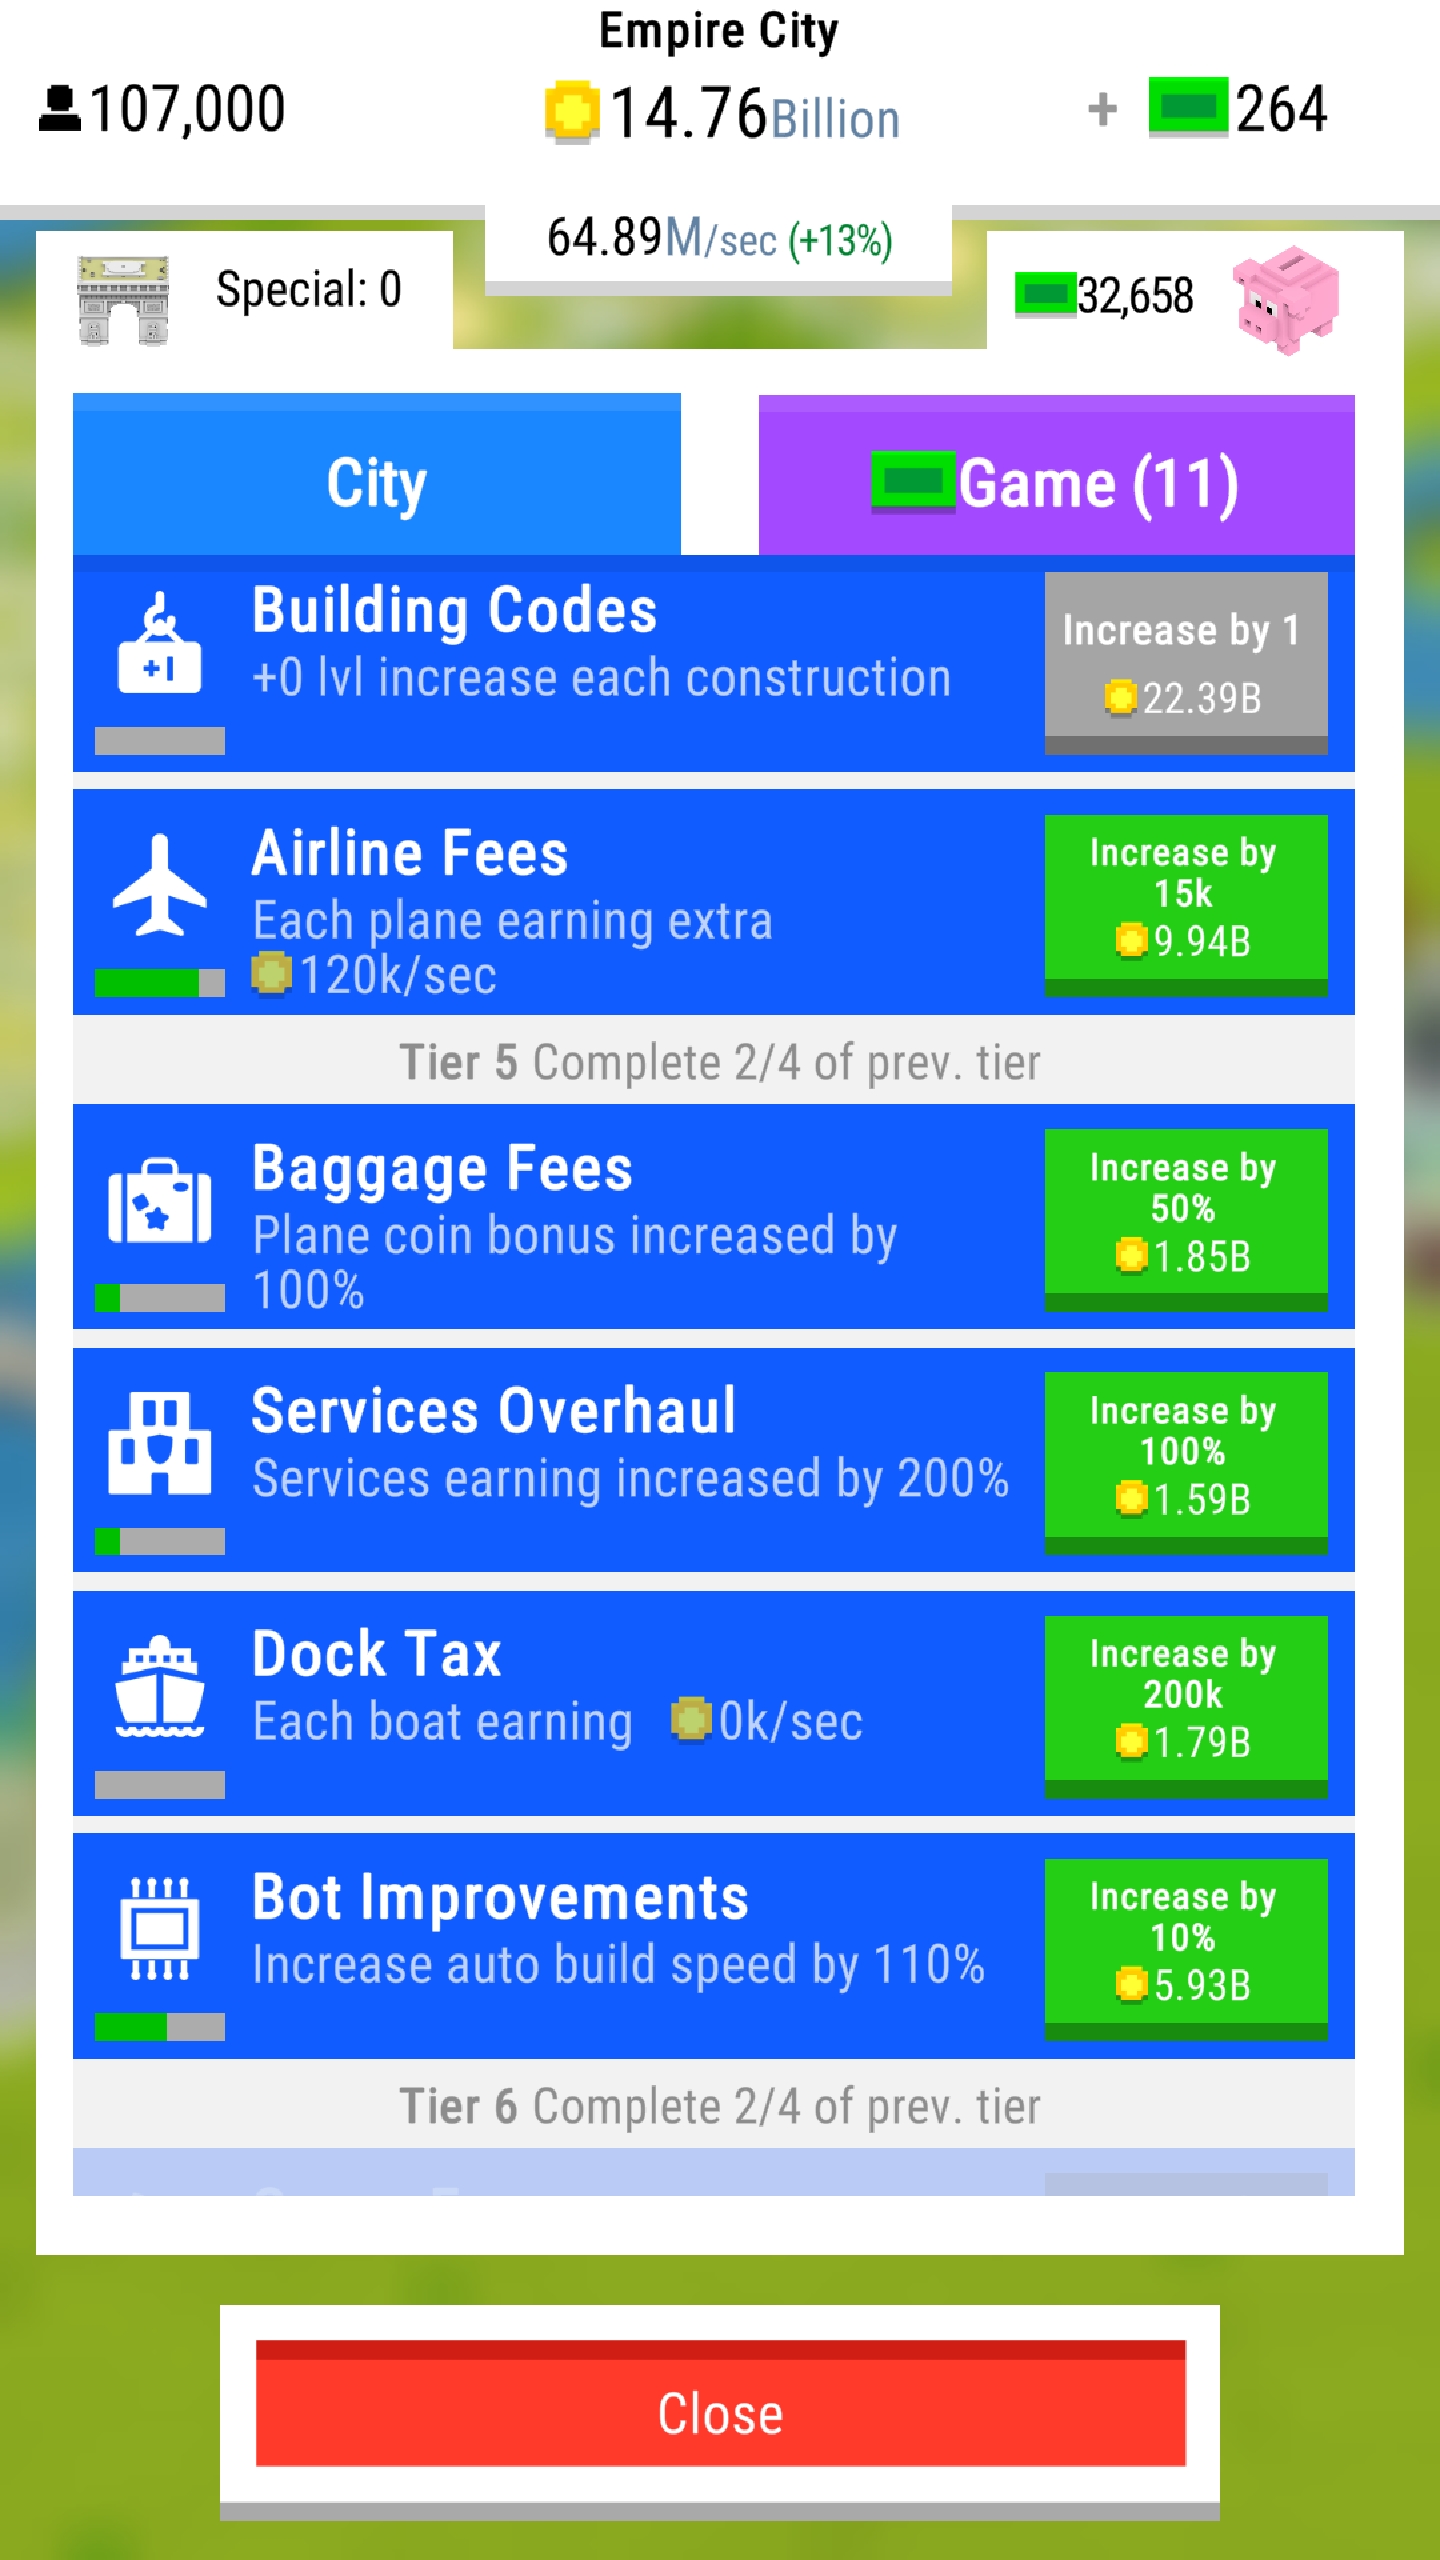 Empire City
107,000
14.76Billion
+ 264
64.89M/sec (+13%)
Special: 0
32,658
City
Game (11)
Building Codes
+0 lvl increase each construction
+1
Increase by 1
22.39B
Airline Fees
Each plane earning extra
120k/sec
Increase by
15k
9.94B
Tier 5 Complete 2/4 of prev. tier
Baggage Fees
Plane coin bonus increased by
100%
Increase by
50%
1.85B
Services Overhaul
Services earning increased by 200%
Increase by
100%
1.59B
Dock Tax
Each boat earning 0k/sec
Increase by
200k
1.79B
Bot Improvements
Increase auto build speed by 110%
Increase by
10%
5.93B
Tier 6 Complete 2/4 of prev. tier
Close